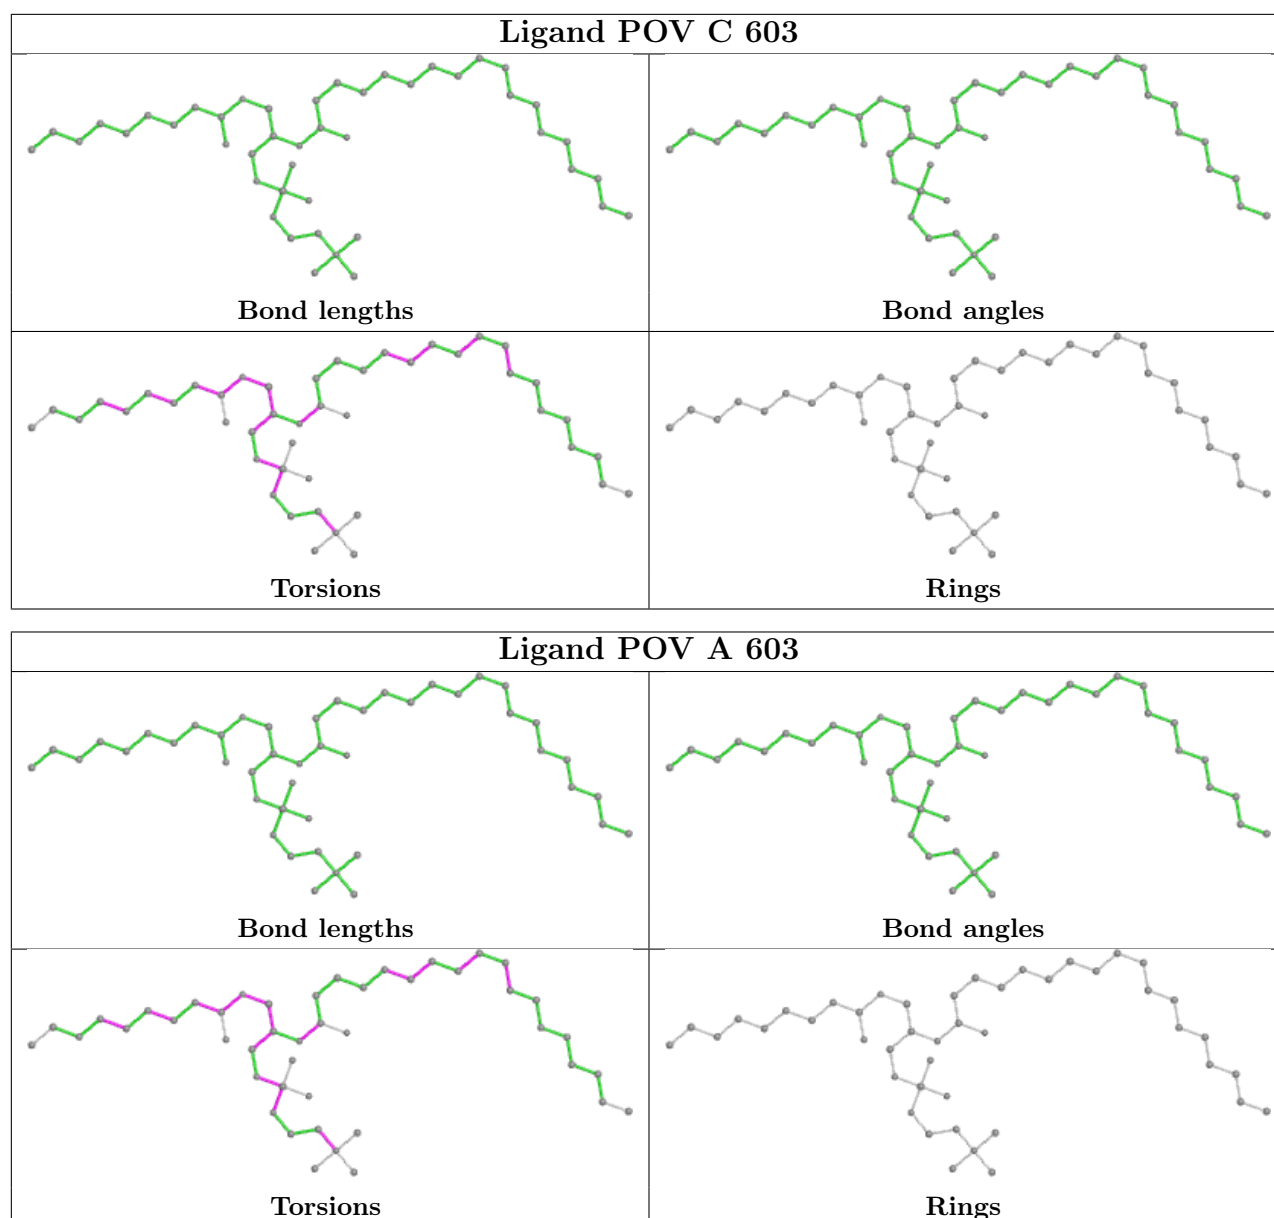 Ligand POV C 603
Bond lengths
Bond angles
Torsions
Rings
Ligand POV A 603
Bond lengths
Bond angles
Torsions
Rings